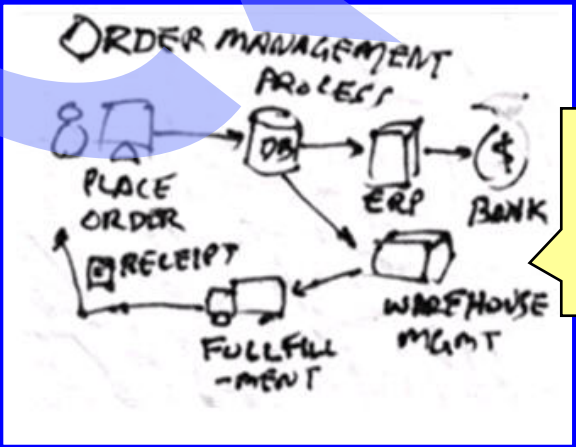 ORDER MANAGEMENT
PROCESS
DB
ERP
$
BANK
PLACE
ORDER
RECEIPT
WAREHOUSE
MGMT
FULLFILL
-MENT